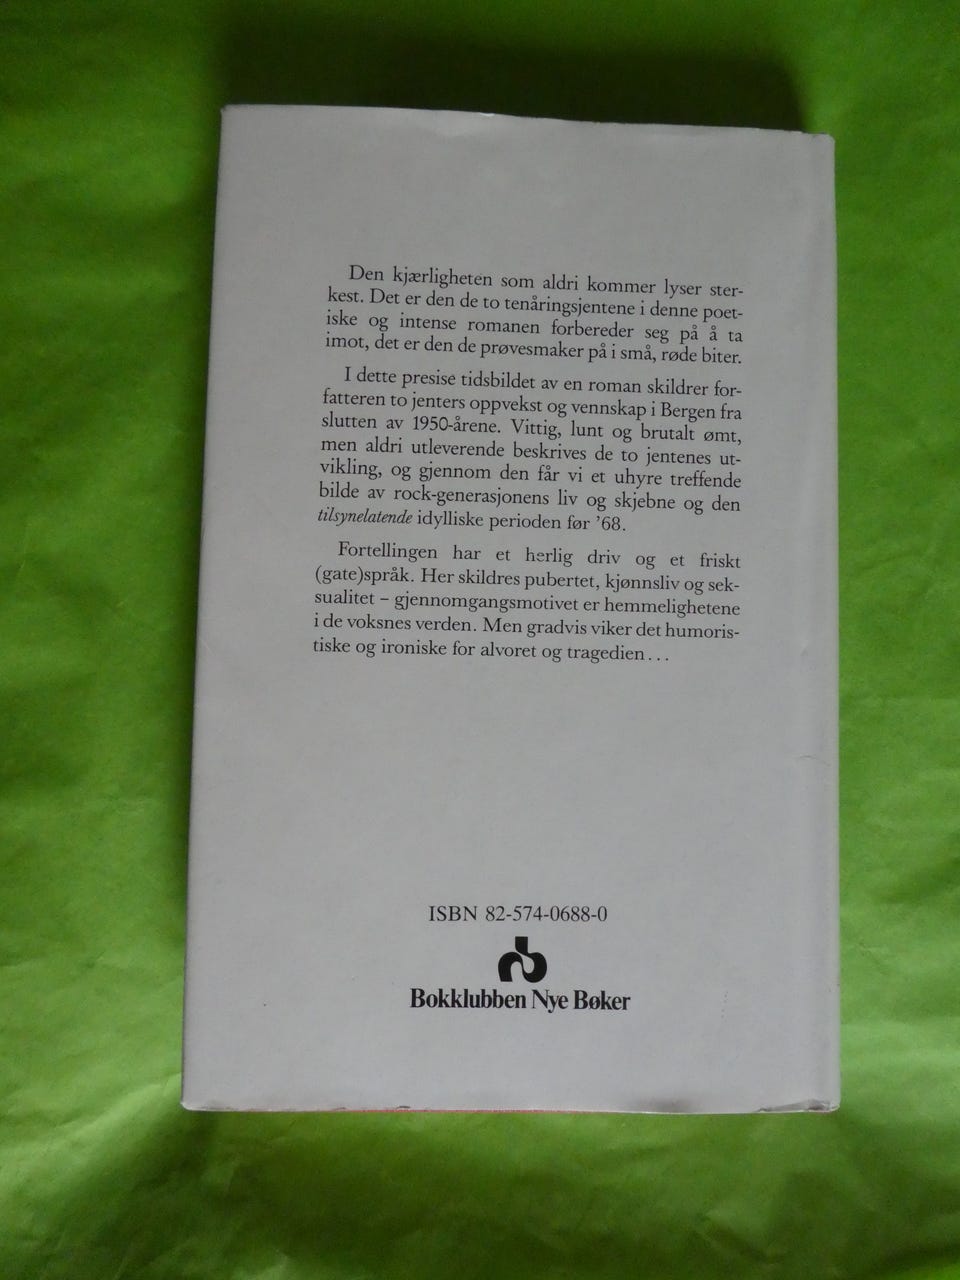 Den kjærligheten som aldri kommer lyser ster-
kest. Det er den de to tenåringsjentene i denne poet-
iske og intense romanen forbereder seg på å ta
imot, det er den de prøvesmaker på i små, røde biter.
I dette presise tidsbildet av en roman skildrer for-
fatteren to jenters oppvekst og vennskap i Bergen fra
slutten av 1950-årene. Vittig, lunt og brutalt ømt,
men aldri utleverende beskrives de to jentenes ut-
vikling, og gjennom den får vi et uhyre treffende
bilde av rock-generasjonens liv og skjebne og den
tilsynelatende idylliske perioden før ’68.
Fortellingen har et herlig driv og et friskt
(gate)språk. Her skildres pubertet, kjønnsliv og sek-
sualitet – gjennomgangsmotivet er hemmelighetene
i de voksnes verden. Men gradvis viker det humoris-
tiske og ironiske for alvoret og tragedien...
ISBN 82-574-0688-0
Bokklubben Nye Bøker